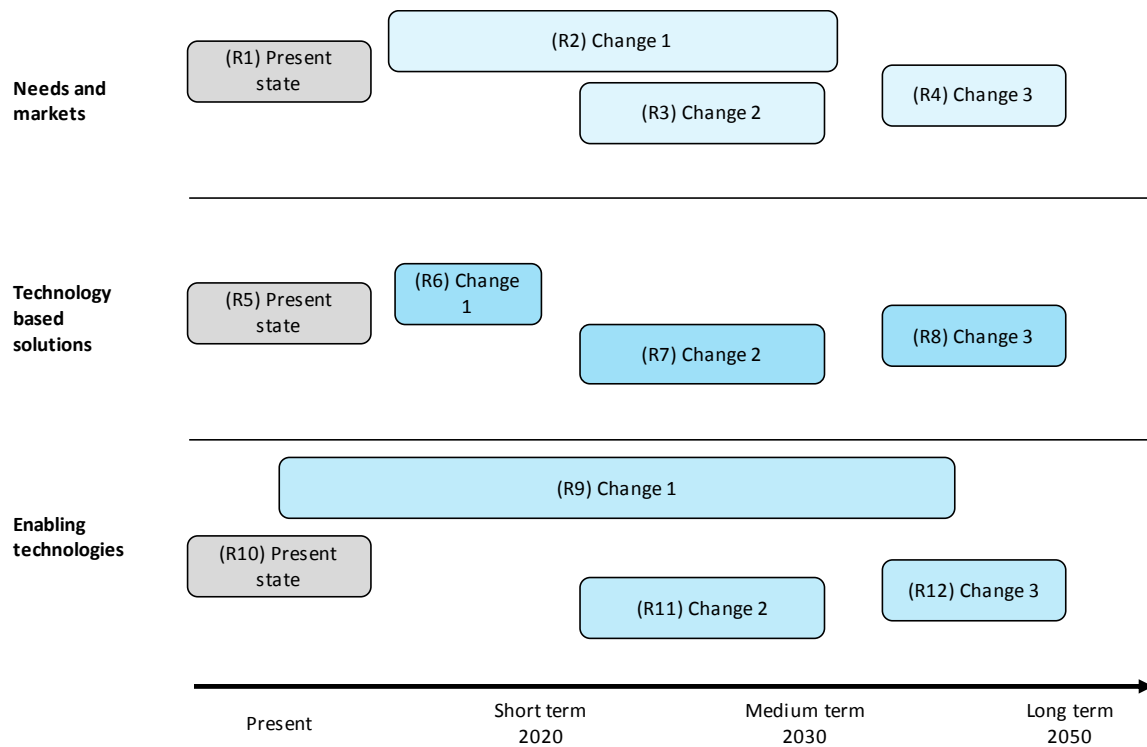 Needs and
markets
(R1) Present
state
(R2) Change 1
(R3) Change 2
(R4) Change 3
Technology
based
solutions
(R5) Present
state
(R6) Change
1
(R7) Change 2
(R8) Change 3
Enabling
technologies
(R9) Change 1
(R10) Present
state
(R11) Change 2
(R12) Change 3
Present
Short term
2020
Medium term
2030
Long term
2050